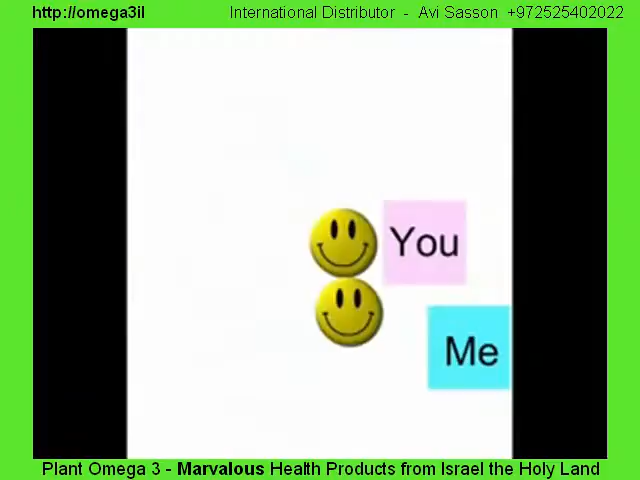 http://omega3il International Distributor - Avi Sasson +972525402022
You
Me
Plant Omega 3 - Marvalous Health Products from Israel the Holy Land